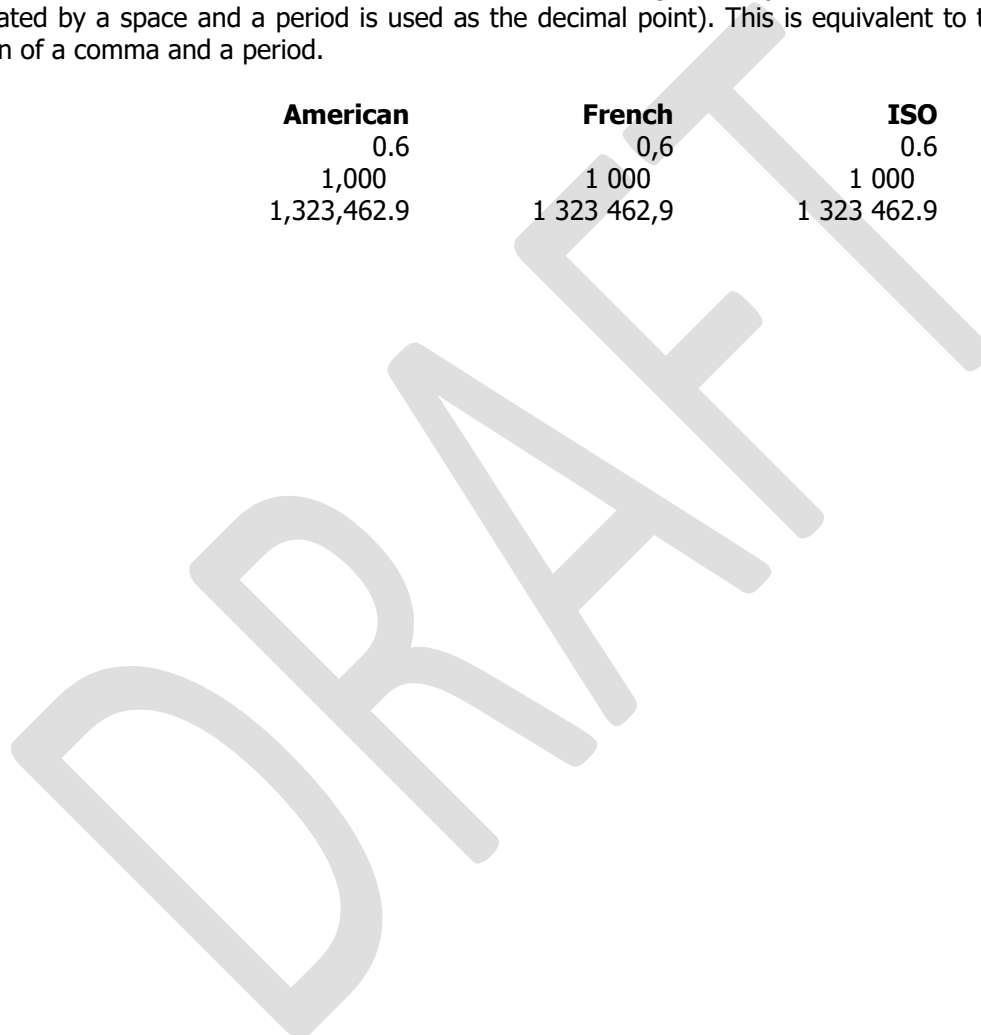 by a space and a period is used as the decimal point). This is equivalent to
of a comma and a period.
American French ISO
0.6 0,6 0.6
1,000 1 000 1 000
1,323,462.9 1 323 462,9 1 323 462.9
DRAFT